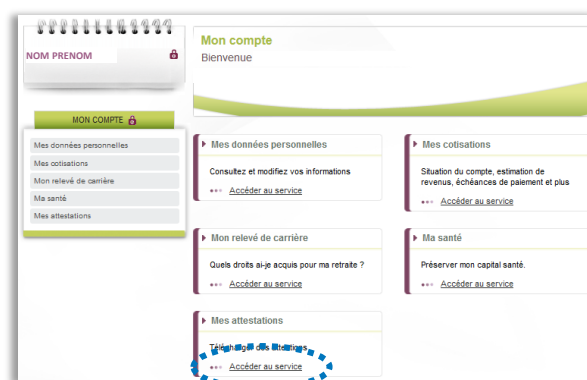 NOM PRENOM
Mon compte
Bienvenue
MON COMPTE
Mes données personnelles
Mes cotisations
Mon relevé de carrière
Ma santé
Mes attestations
Mes données personnelles
Consultez et modifiez vos informations
Accéder au service
Mes cotisations
Situation du compte, estimation de
revenus, échéances de paiement et plus
Accéder au service
Mon relevé de carrière
Quels droits ai-je acquis pour ma retraite ?
Accéder au service
Ma santé
Préserver mon capital santé.
Accéder au service
Mes attestations
Télécharger des
Accéder au service